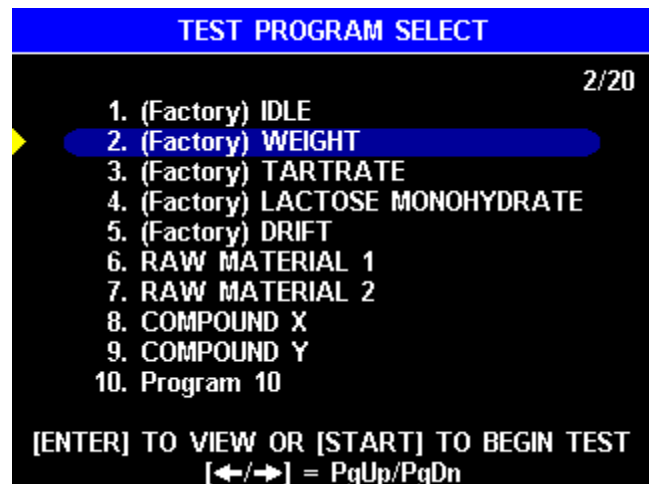 TEST PROGRAM SELECT
2/20
1. (Factory) IDLE
2. (Factory) WEIGHT
3. (Factory) TARTRATE
4. (Factory) LACTOSE MONOHYDRATE
5. (Factory) DRIFT
6. RAW MATERIAL 1
7. RAW MATERIAL 2
8. COMPOUND X
9. COMPOUND Y
10. Program 10
[ENTER] TO VIEW OR [START] TO BEGIN TEST
[←/→] = PgUp/PgDn